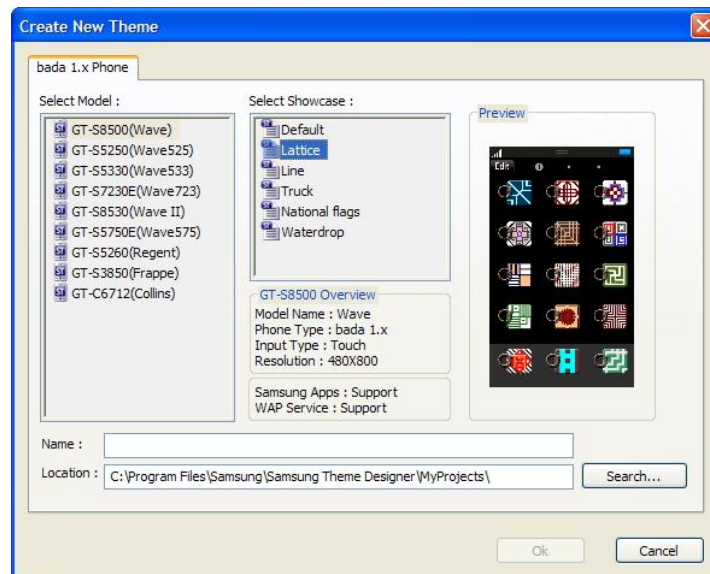 Create New Theme
bada 1.x Phone
Select Model :
GT-S8500(Wave)
GT-S5250(Wave525)
GT-S5330(Wave533)
GT-S7230E(Wave723)
GT-S8530(Wave II)
GT-S5750E(Wave575)
GT-S5260(Regent)
GT-S3850(Frappe)
GT-C6712(Collins)
Select Showcase :
Default
Lattice
Line
Truck
National flags
Waterdrop
GT-S8500 Overview
Model Name : Wave
Phone Type : bada 1.x
Input Type : Touch
Resolution : 480X800
Samsung Apps : Support
WAP Service : Support
Preview
Edit
Name :
Location : C:\Program Files\Samsung\Samsung Theme Designer\MyProjects\ Search...
Ok Cancel